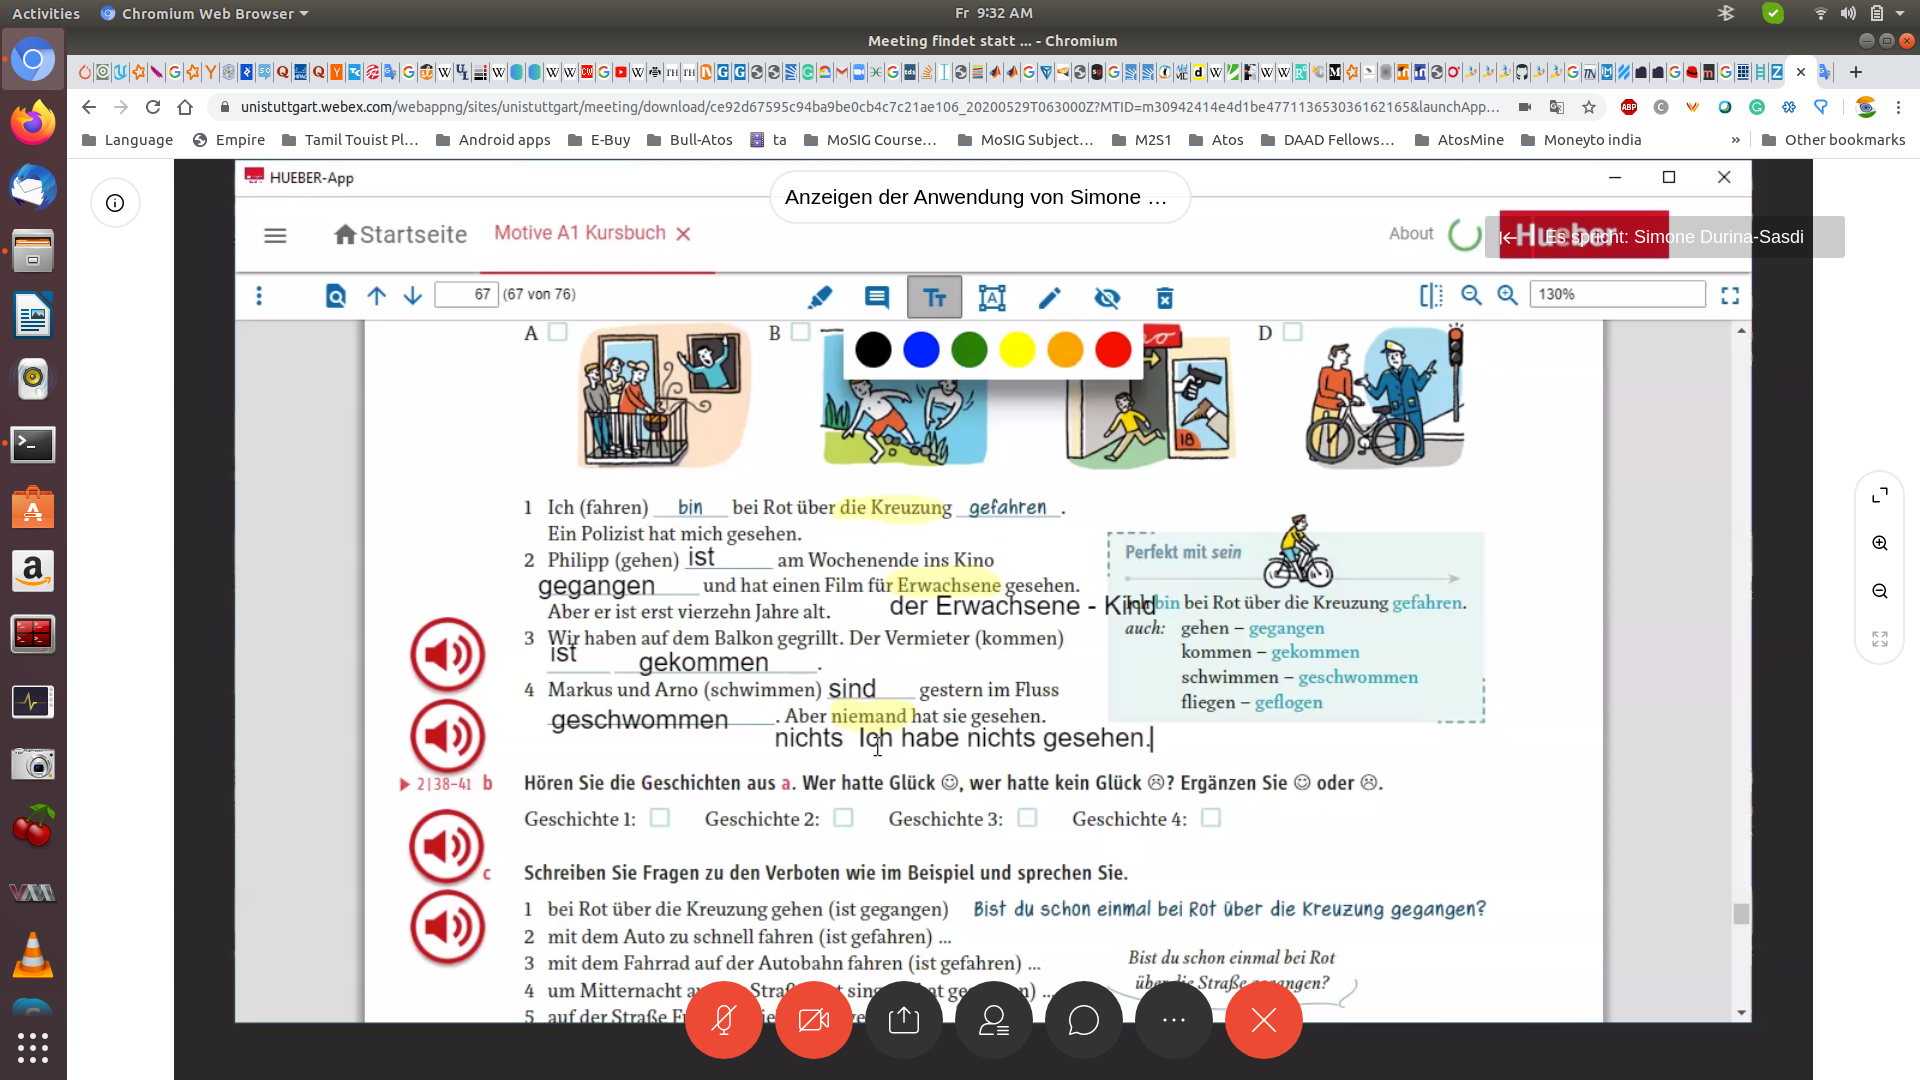 Activities
Chromium Web Browser
Fr 9:32 AM
Meeting findet statt ... - Chromium
unistuttgart.webex.com/webappng/sites/unistuttgart/meeting/download/ce92d67595c94ba9be0cb4c7c21ae106_20200529T063000Z?MTID=m30942414e4d1be477113653036162165&launchApp...
Language Empire Tamil Touist Pl... Android apps E-Buy Bull-Atos ta MoSIG Course... MoSIG Subject... M2S1 Atos DAAD Fellows... AtosMine Moneyto india » Other bookmarks
HUEBER-App
Anzeigen der Anwendung von Simone ...
Startseite
Motive A1 Kursbuch
About
Hueber
Es spricht: Simone Durina-Sasdi
67 (67 von 76)
130%
A
B
D
18
1 Ich (fahren) bin bei Rot über die Kreuzung gefahren.
Ein Polizist hat mich gesehen.
2 Philipp (gehen) ist am Wochenende ins Kino
gegangen und hat einen Film für Erwachsene gesehen.
der Erwachsene - Kind
Aber er ist erst vierzehn Jahre alt.
3 Wir haben auf dem Balkon gegrillt. Der Vermieter (kommen)
ist gekommen.
4 Markus und Arno (schwimmen) sind gestern im Fluss
geschwommen. Aber niemand hat sie gesehen.
nichts Ich habe nichts gesehen.
Perfekt mit sein
Ich bin bei Rot über die Kreuzung gefahren.
auch: gehen – gegangen
kommen – gekommen
schwimmen – geschwommen
fliegen – geflogen
2|38–41 b Hören Sie die Geschichten aus a. Wer hatte Glück ☺, wer hatte kein Glück ☹? Ergänzen Sie ☺ oder ☹.
Geschichte 1: Geschichte 2: Geschichte 3: Geschichte 4:
c Schreiben Sie Fragen zu den Verboten wie im Beispiel und sprechen Sie.
1 bei Rot über die Kreuzung gehen (ist gegangen) Bist du schon einmal bei Rot über die Kreuzung gegangen?
2 mit dem Auto zu schnell fahren (ist gefahren) ...
3 mit dem Fahrrad auf der Autobahn fahren (ist gefahren) ...
Bist du schon einmal bei Rot
über die Straße gegangen?
4 um Mitternacht
5 auf der Straße